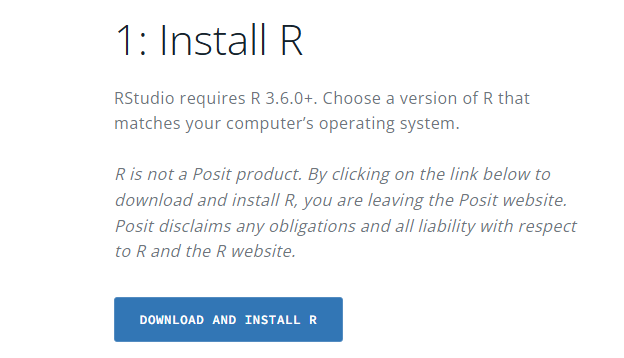 1: Install R
RStudio requires R 3.6.0+. Choose a version of R that
matches your computer’s operating system.
R is not a Posit product. By clicking on the link below to
download and install R, you are leaving the Posit website.
Posit disclaims any obligations and all liability with respect
to R and the R website.
DOWNLOAD AND INSTALL R